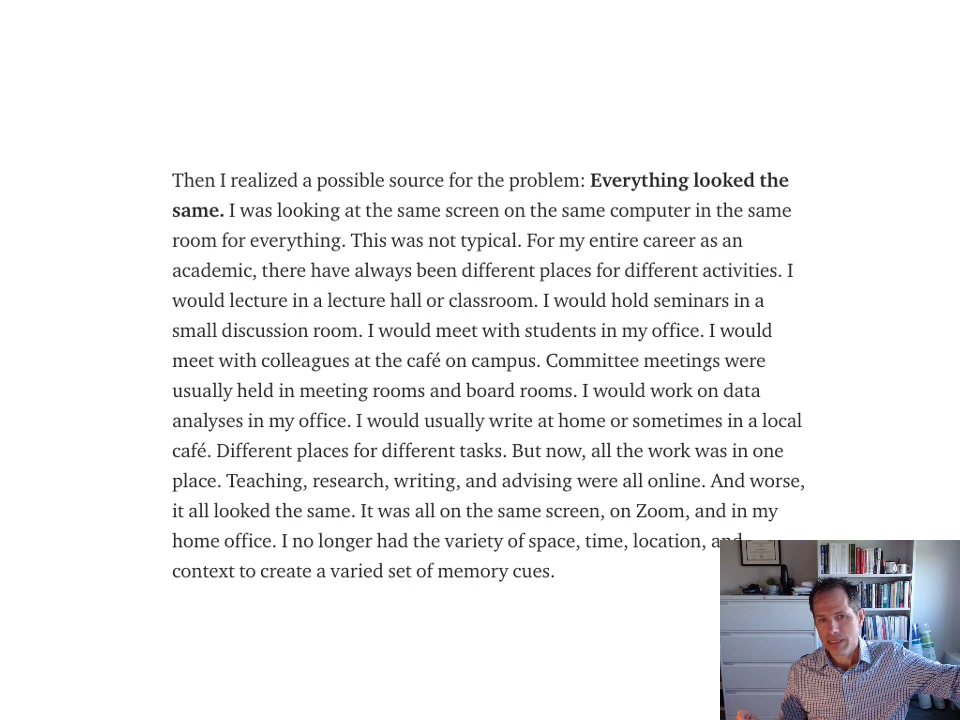 Then I realized a possible source for the problem: Everything looked the
same. I was looking at the same screen on the same computer in the same
room for everything. This was not typical. For my entire career as an
academic, there have always been different places for different activities. I
would lecture in a lecture hall or classroom. I would hold seminars in a
small discussion room. I would meet with students in my office. I would
meet with colleagues at the café on campus. Committee meetings were
usually held in meeting rooms and board rooms. I would work on data
analyses in my office. I would usually write at home or sometimes in a local
café. Different places for different tasks. But now, all the work was in one
place. Teaching, research, writing, and advising were all online. And worse,
it all looked the same. It was all on the same screen, on Zoom, and in my
home office. I no longer had the variety of space, time, location, and
context to create a varied set of memory cues.